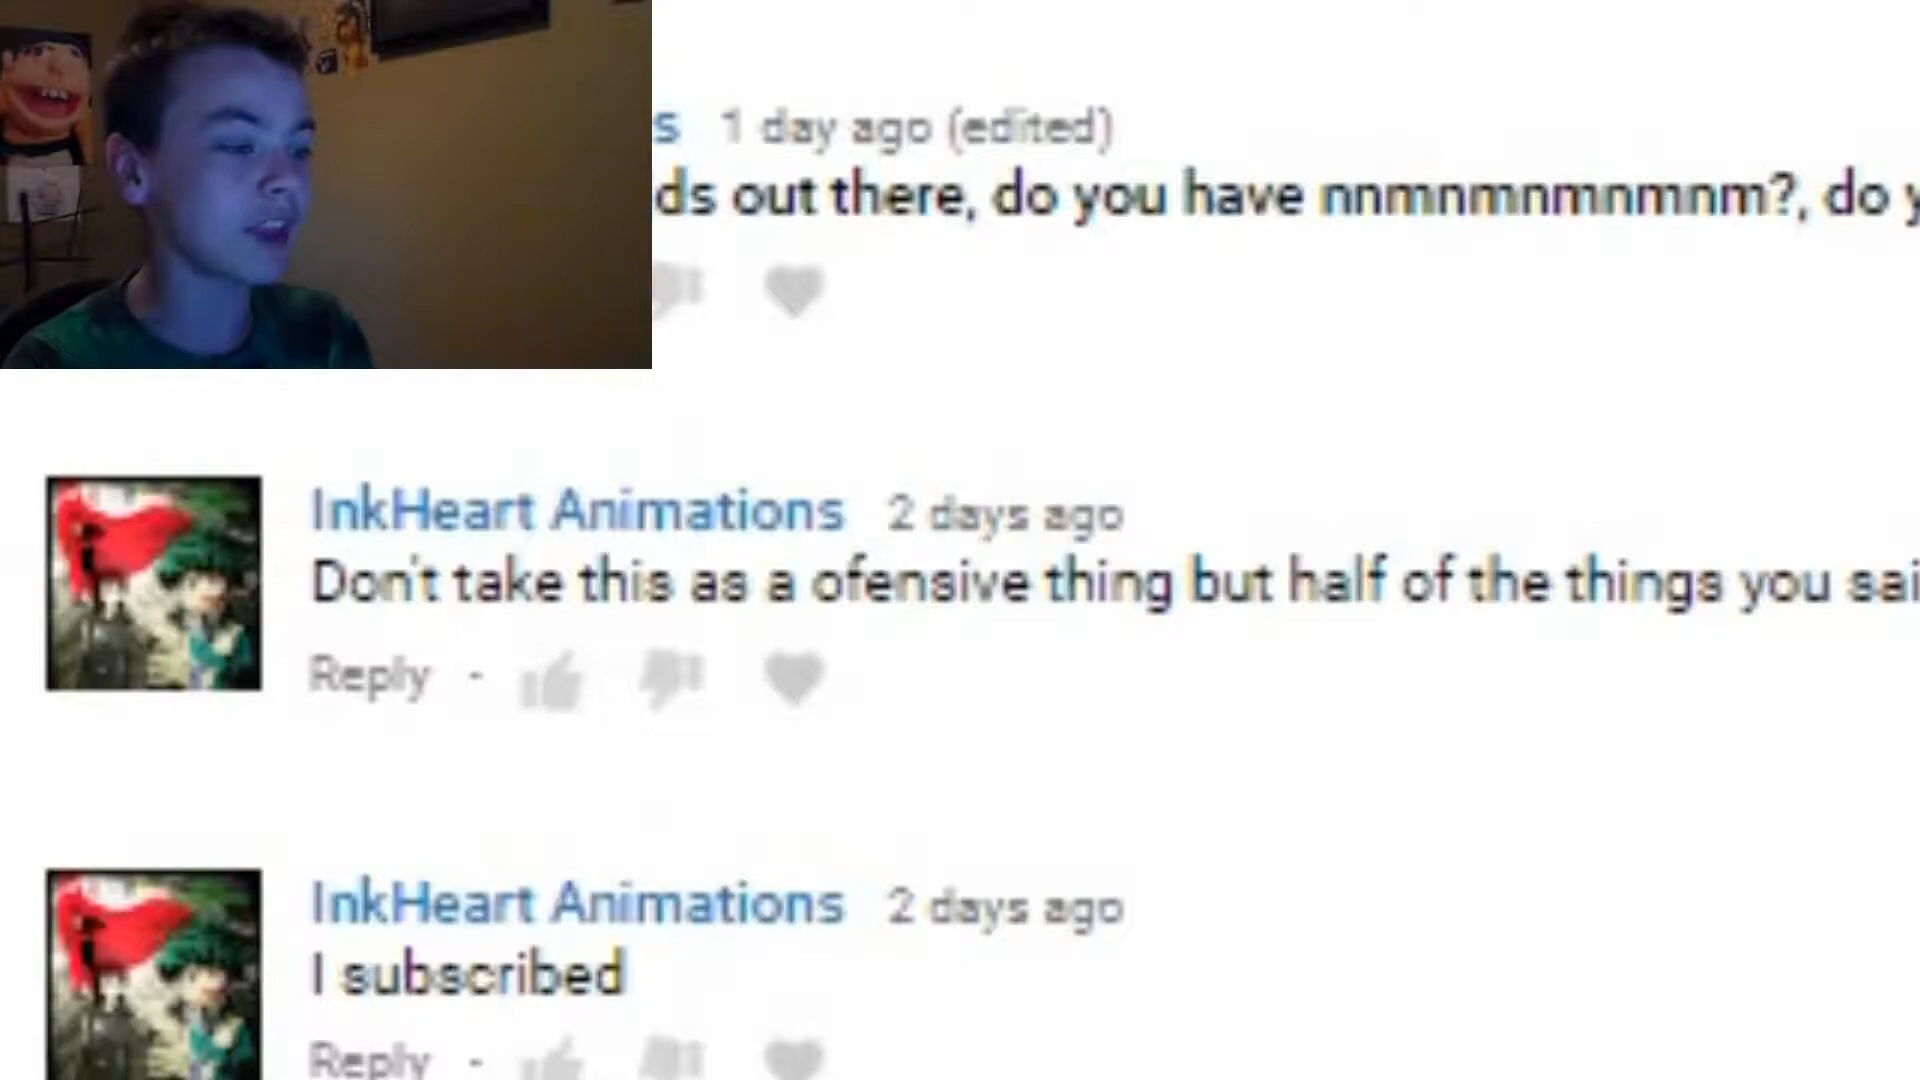 s 1 day ago (edited)
ds out there, do you have nnmnmnmnmnm?, do y
InkHeart Animations 2 days ago
Don't take this as a ofensive thing but half of the things you sai
Reply -
InkHeart Animations 2 days ago
I subscribed
Reply -